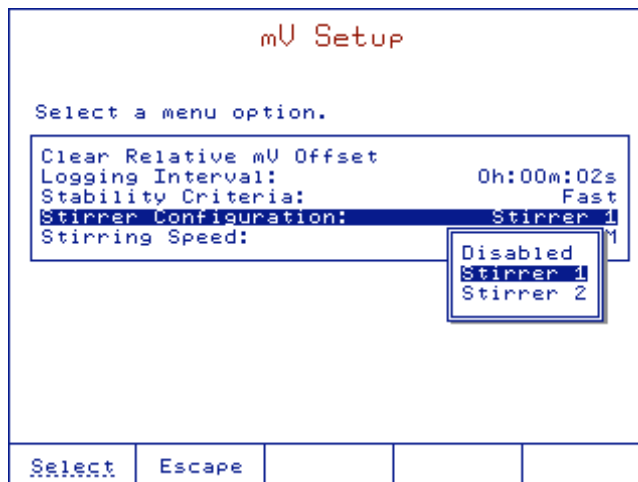 mV Setup
Select a menu option.
Clear Relative mV Offset
Logging Interval: 0h:00m:02s
Stability Criteria: Fast
Stirrer Configuration: Stirrer 1
Stirring Speed:
Disabled
Stirrer 1
Stirrer 2
Select Escape